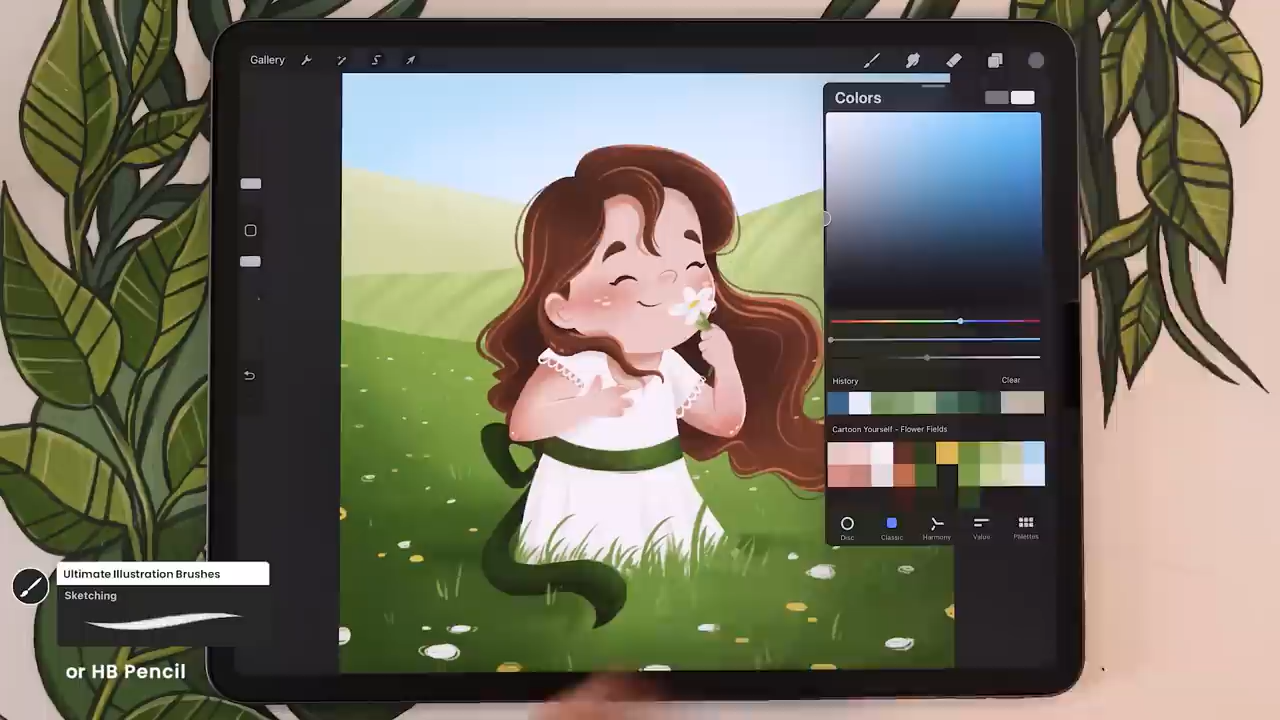 Gallery
Colors
History
Clear
Cartoon Yourself - Flower Fields
Disc
Classic
Harmony
Value
Palettes
Ultimate Illustration Brushes
Sketching
or HB Pencil